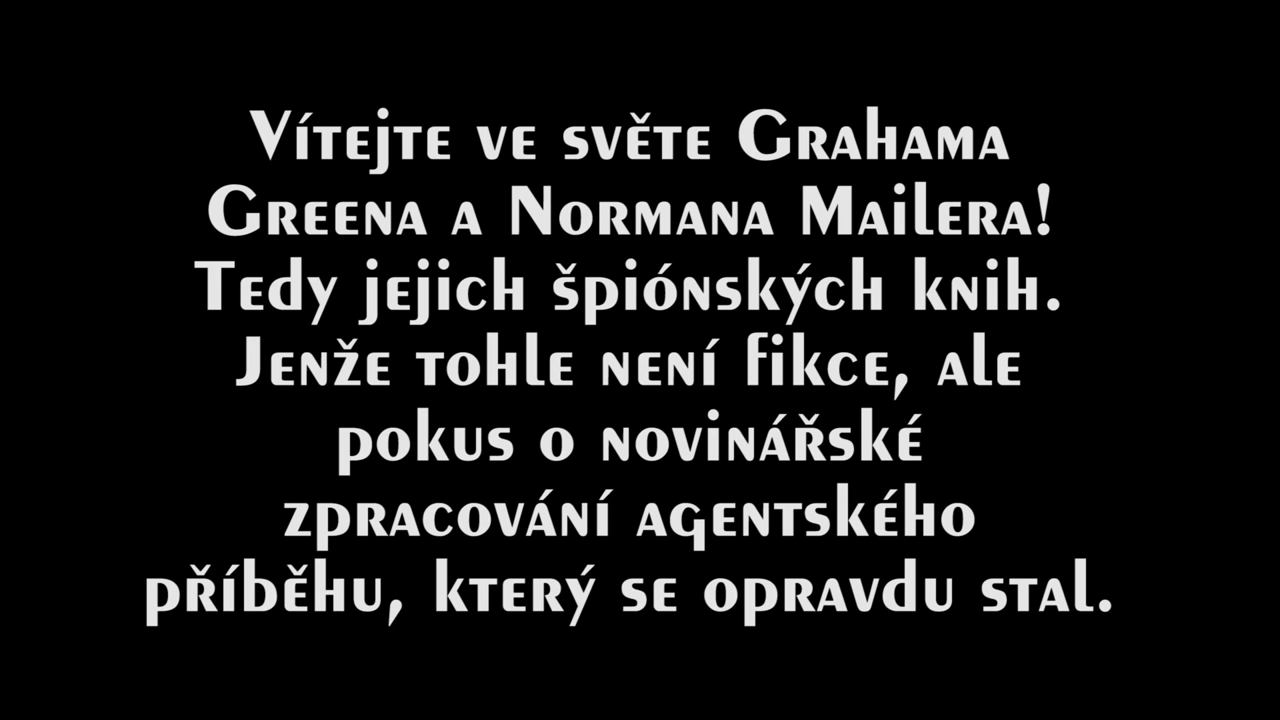 Vítejte ve světe Grahama
Greena a Normana Mailera!
Tedy jejich špiónských knih.
Jenže tohle není fikce, ale
pokus o novinářské
zpracování agentského
příběhu, který se opravdu stal.